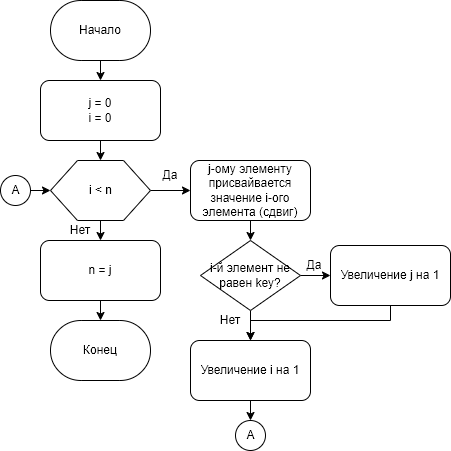 Начало
j = 0
i = 0
A
i < n
Да
j-ому элементу
присвайвается
значение i-ого
элемента (сдвиг)
Нет
n = j
i-й элемент не
равен key?
Да
Увеличение j на 1
Нет
Конец
Увеличение i на 1
A